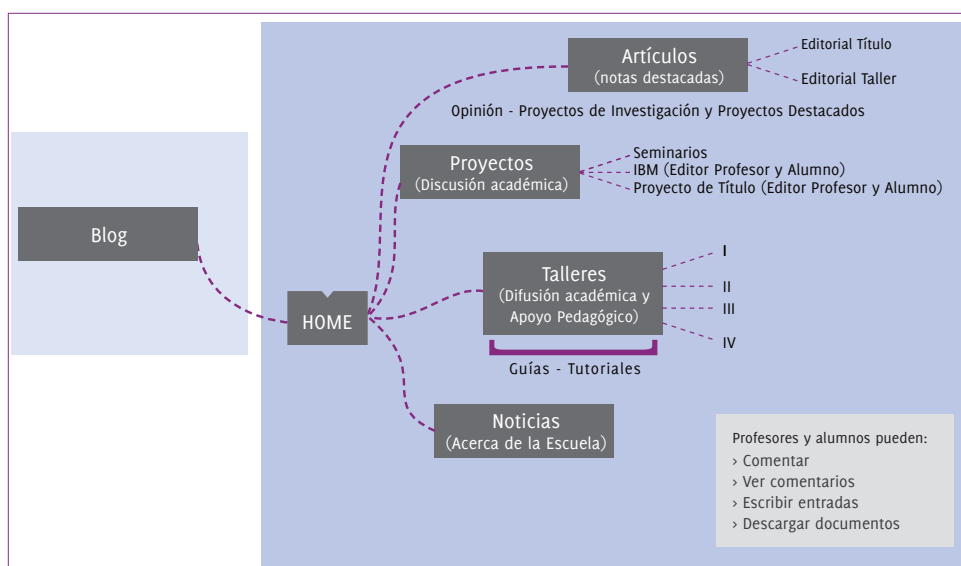 Artículos
(notas destacadas)
Editorial Título
Editorial Taller
Opinión - Proyectos de Investigación y Proyectos Destacados
Proyectos
(Discusión académica)
Seminarios
IBM (Editor Profesor y Alumno)
Proyecto de Título (Editor Profesor y Alumno)
Blog
HOME
Talleres
(Difusión académica y
Apoyo Pedagógico)
I
II
III
IV
Guías - Tutoriales
Noticias
(Acerca de la Escuela)
Profesores y alumnos pueden:
› Comentar
› Ver comentarios
› Escribir entradas
› Descargar documentos